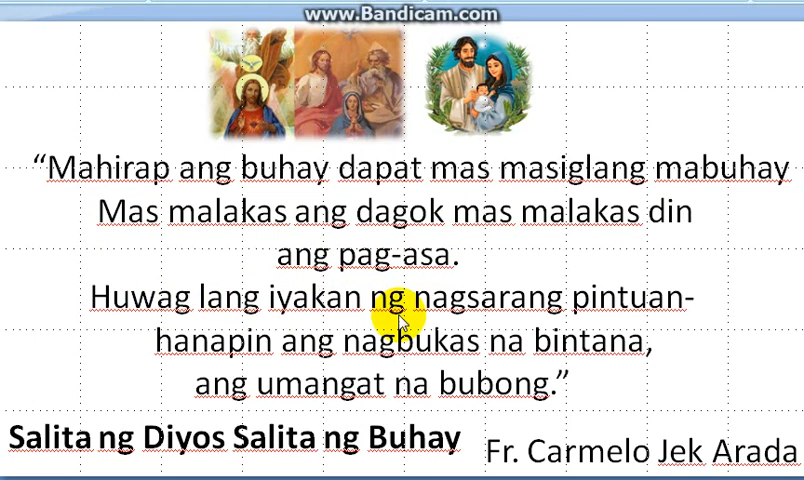 www.Bandicam.com
“Mahirap ang buhay dapat mas masiglang mabuhay
Mas malakas ang dagok mas malakas din
ang pag-asa.
Huwag lang iyakan ng nagsarang pintuan-
hanapin ang nagbukas na bintana,
ang umangat na bubong.”
Salita ng Diyos Salita ng Buhay
Fr. Carmelo Jek Arada